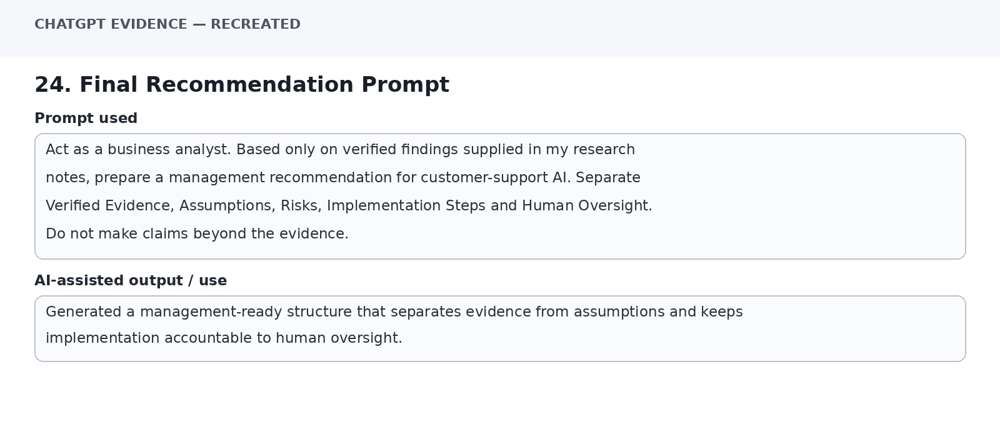 CHATGPT EVIDENCE — RECREATED
24. Final Recommendation Prompt
Prompt used
Act as a business analyst. Based only on verified findings supplied in my research
notes, prepare a management recommendation for customer-support AI. Separate
Verified Evidence, Assumptions, Risks, Implementation Steps and Human Oversight.
Do not make claims beyond the evidence.
AI-assisted output / use
Generated a management-ready structure that separates evidence from assumptions and keeps
implementation accountable to human oversight.